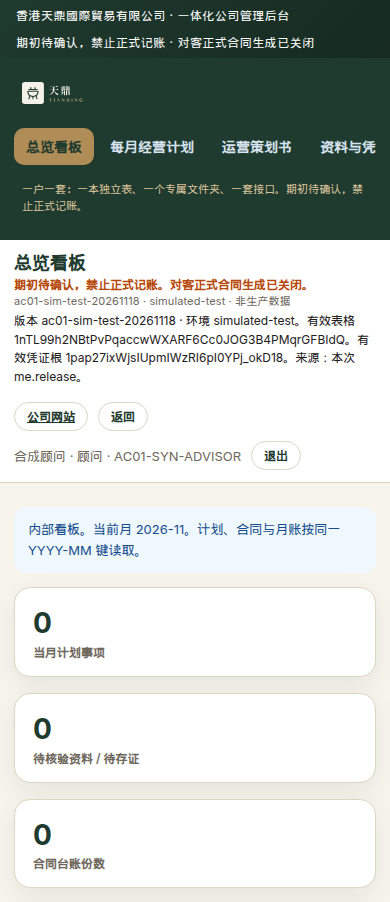 香港天鼎國際貿易有限公司 · 一体化公司管理后台
期初待确认，禁止正式记账 · 对客正式合同生成已关闭
天鼎
TIANDING
总览看板 每月经营计划 运营策划书 资料与凭
一户一套：一本独立表、一个专属文件夹、一套接口。期初待确认，禁
止正式记账。
总览看板
期初待确认，禁止正式记账。对客正式合同生成已关闭。
ac01-sim-test-20261118 · simulated-test · 非生产数据
版本 ac01-sim-test-20261118 · 环境 simulated-test。有效表格
1nTL99h2NBtPvPqaccwWXARF6Cc0JOG3B4PMqrGFBIdQ。有
效凭证根 1pap27ixWjsIUpmIWzRI6pI0YPj_okD18。来源：本次
me.release。
公司网站 返回
合成顾问 · 顾问 · AC01-SYN-ADVISOR 退出
内部看板。当前月 2026-11。计划、合同与月账按同一
YYYY-MM 键读取。
0
当月计划事项
0
待核验资料 / 待存证
0
合同台账份数